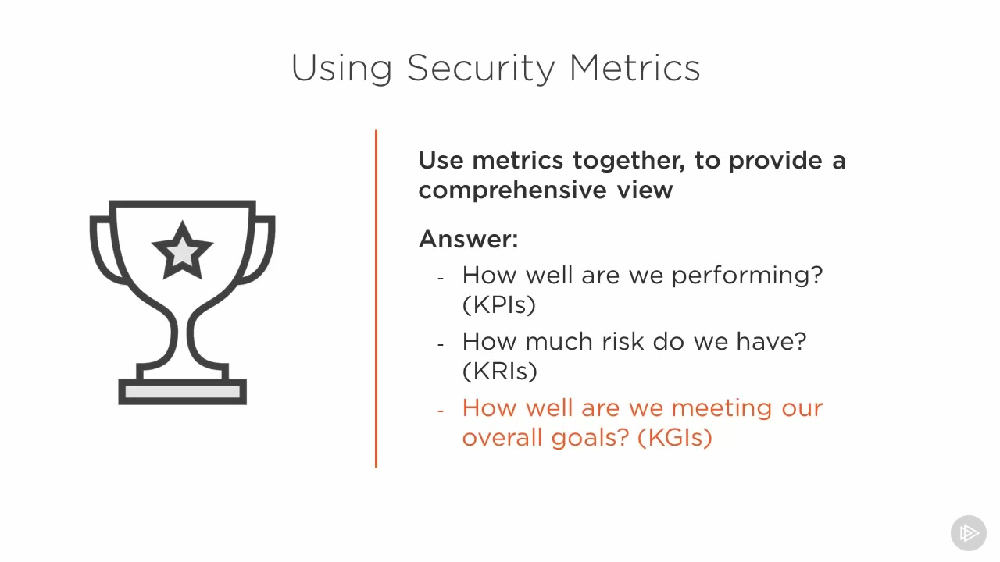 Using Security Metrics
Use metrics together, to provide a
comprehensive view
Answer:
- How well are we performing?
(KPIs)
- How much risk do we have?
(KRIs)
- How well are we meeting our
overall goals? (KGIs)